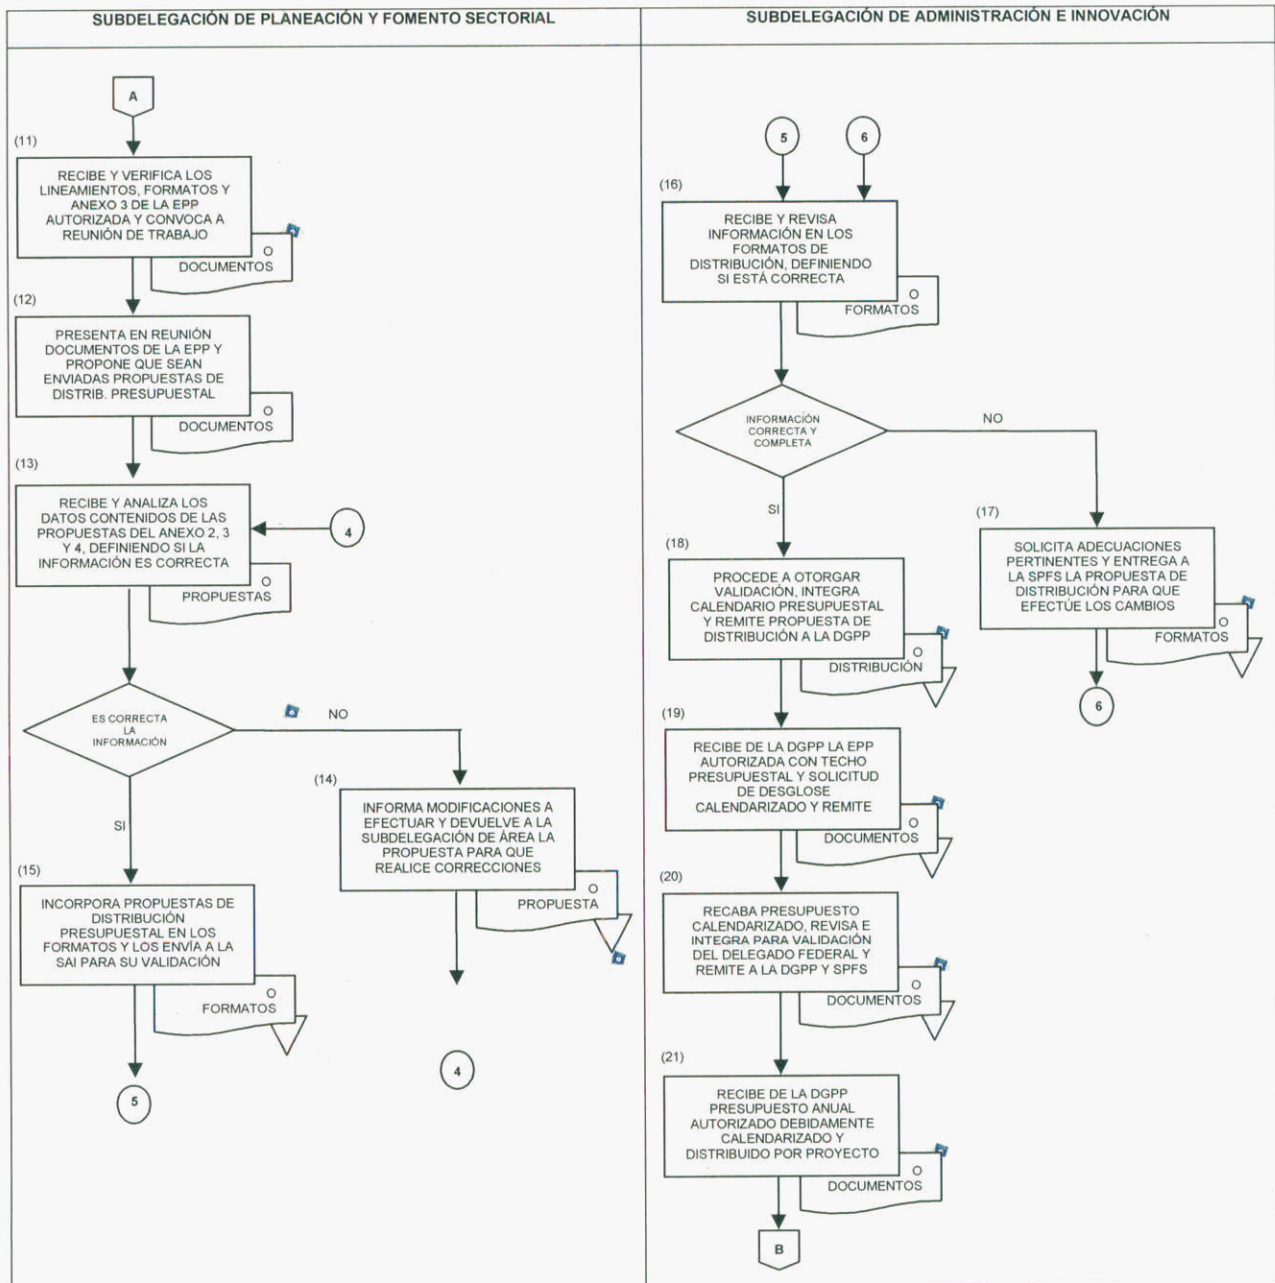 SUBDELEGACIÓN DE PLANEACIÓN Y FOMENTO SECTORIAL
A
(11)
RECIBE Y VERIFICA LOS
LINEAMIENTOS, FORMATOS Y
ANEXO 3 DE LA EPP
AUTORIZADA Y CONVOCA A
REUNIÓN DE TRABAJO
O
DOCUMENTOS
(12)
PRESENTA EN REUNIÓN
DOCUMENTOS DE LA EPP Y
PROPONE QUE SEAN
ENVIADAS PROPUESTAS DE
DISTRIB. PRESUPUESTAL
O
DOCUMENTOS
(13)
RECIBE Y ANALIZA LOS
DATOS CONTENIDOS DE LAS
PROPUESTAS DEL ANEXO 2, 3
Y 4, DEFINIENDO SI LA
INFORMACIÓN ES CORRECTA
4
O
PROPUESTAS
ES CORRECTA
LA
INFORMACIÓN
NO
SI
(14)
INFORMA MODIFICACIONES A
EFECTUAR Y DEVUELVE A LA
SUBDELEGACIÓN DE ÁREA LA
PROPUESTA PARA QUE
REALICE CORRECCIONES
O
PROPUESTA
4
(15)
INCORPORA PROPUESTAS DE
DISTRIBUCIÓN
PRESUPUESTAL EN LOS
FORMATOS Y LOS ENVÍA A LA
SAI PARA SU VALIDACIÓN
O
FORMATOS
5
SUBDELEGACIÓN DE ADMINISTRACIÓN E INNOVACIÓN
5
6
(16)
RECIBE Y REVISA
INFORMACIÓN EN LOS
FORMATOS DE
DISTRIBUCIÓN, DEFINIENDO
SI ESTÁ CORRECTA
O
FORMATOS
INFORMACIÓN
CORRECTA Y
COMPLETA
NO
SI
(17)
SOLICITA ADECUACIONES
PERTINENTES Y ENTREGA A
LA SPFS LA PROPUESTA DE
DISTRIBUCIÓN PARA QUE
EFECTÚE LOS CAMBIOS
O
FORMATOS
6
(18)
PROCEDE A OTORGAR
VALIDACIÓN, INTEGRA
CALENDARIO PRESUPUESTAL
Y REMITE PROPUESTA DE
DISTRIBUCIÓN A LA DGPP
O
DISTRIBUCIÓN
(19)
RECIBE DE LA DGPP LA EPP
AUTORIZADA CON TECHO
PRESUPUESTAL Y SOLICITUD
DE DESGLOSE
CALENDARIZADO Y REMITE
O
DOCUMENTOS
(20)
RECABA PRESUPUESTO
CALENDARIZADO, REVISA E
INTEGRA PARA VALIDACIÓN
DEL DELEGADO FEDERAL Y
REMITE A LA DGPP Y SPFS
O
DOCUMENTOS
(21)
RECIBE DE LA DGPP
PRESUPUESTO ANUAL
AUTORIZADO DEBIDAMENTE
CALENDARIZADO Y
DISTRIBUIDO POR PROYECTO
O
DOCUMENTOS
B